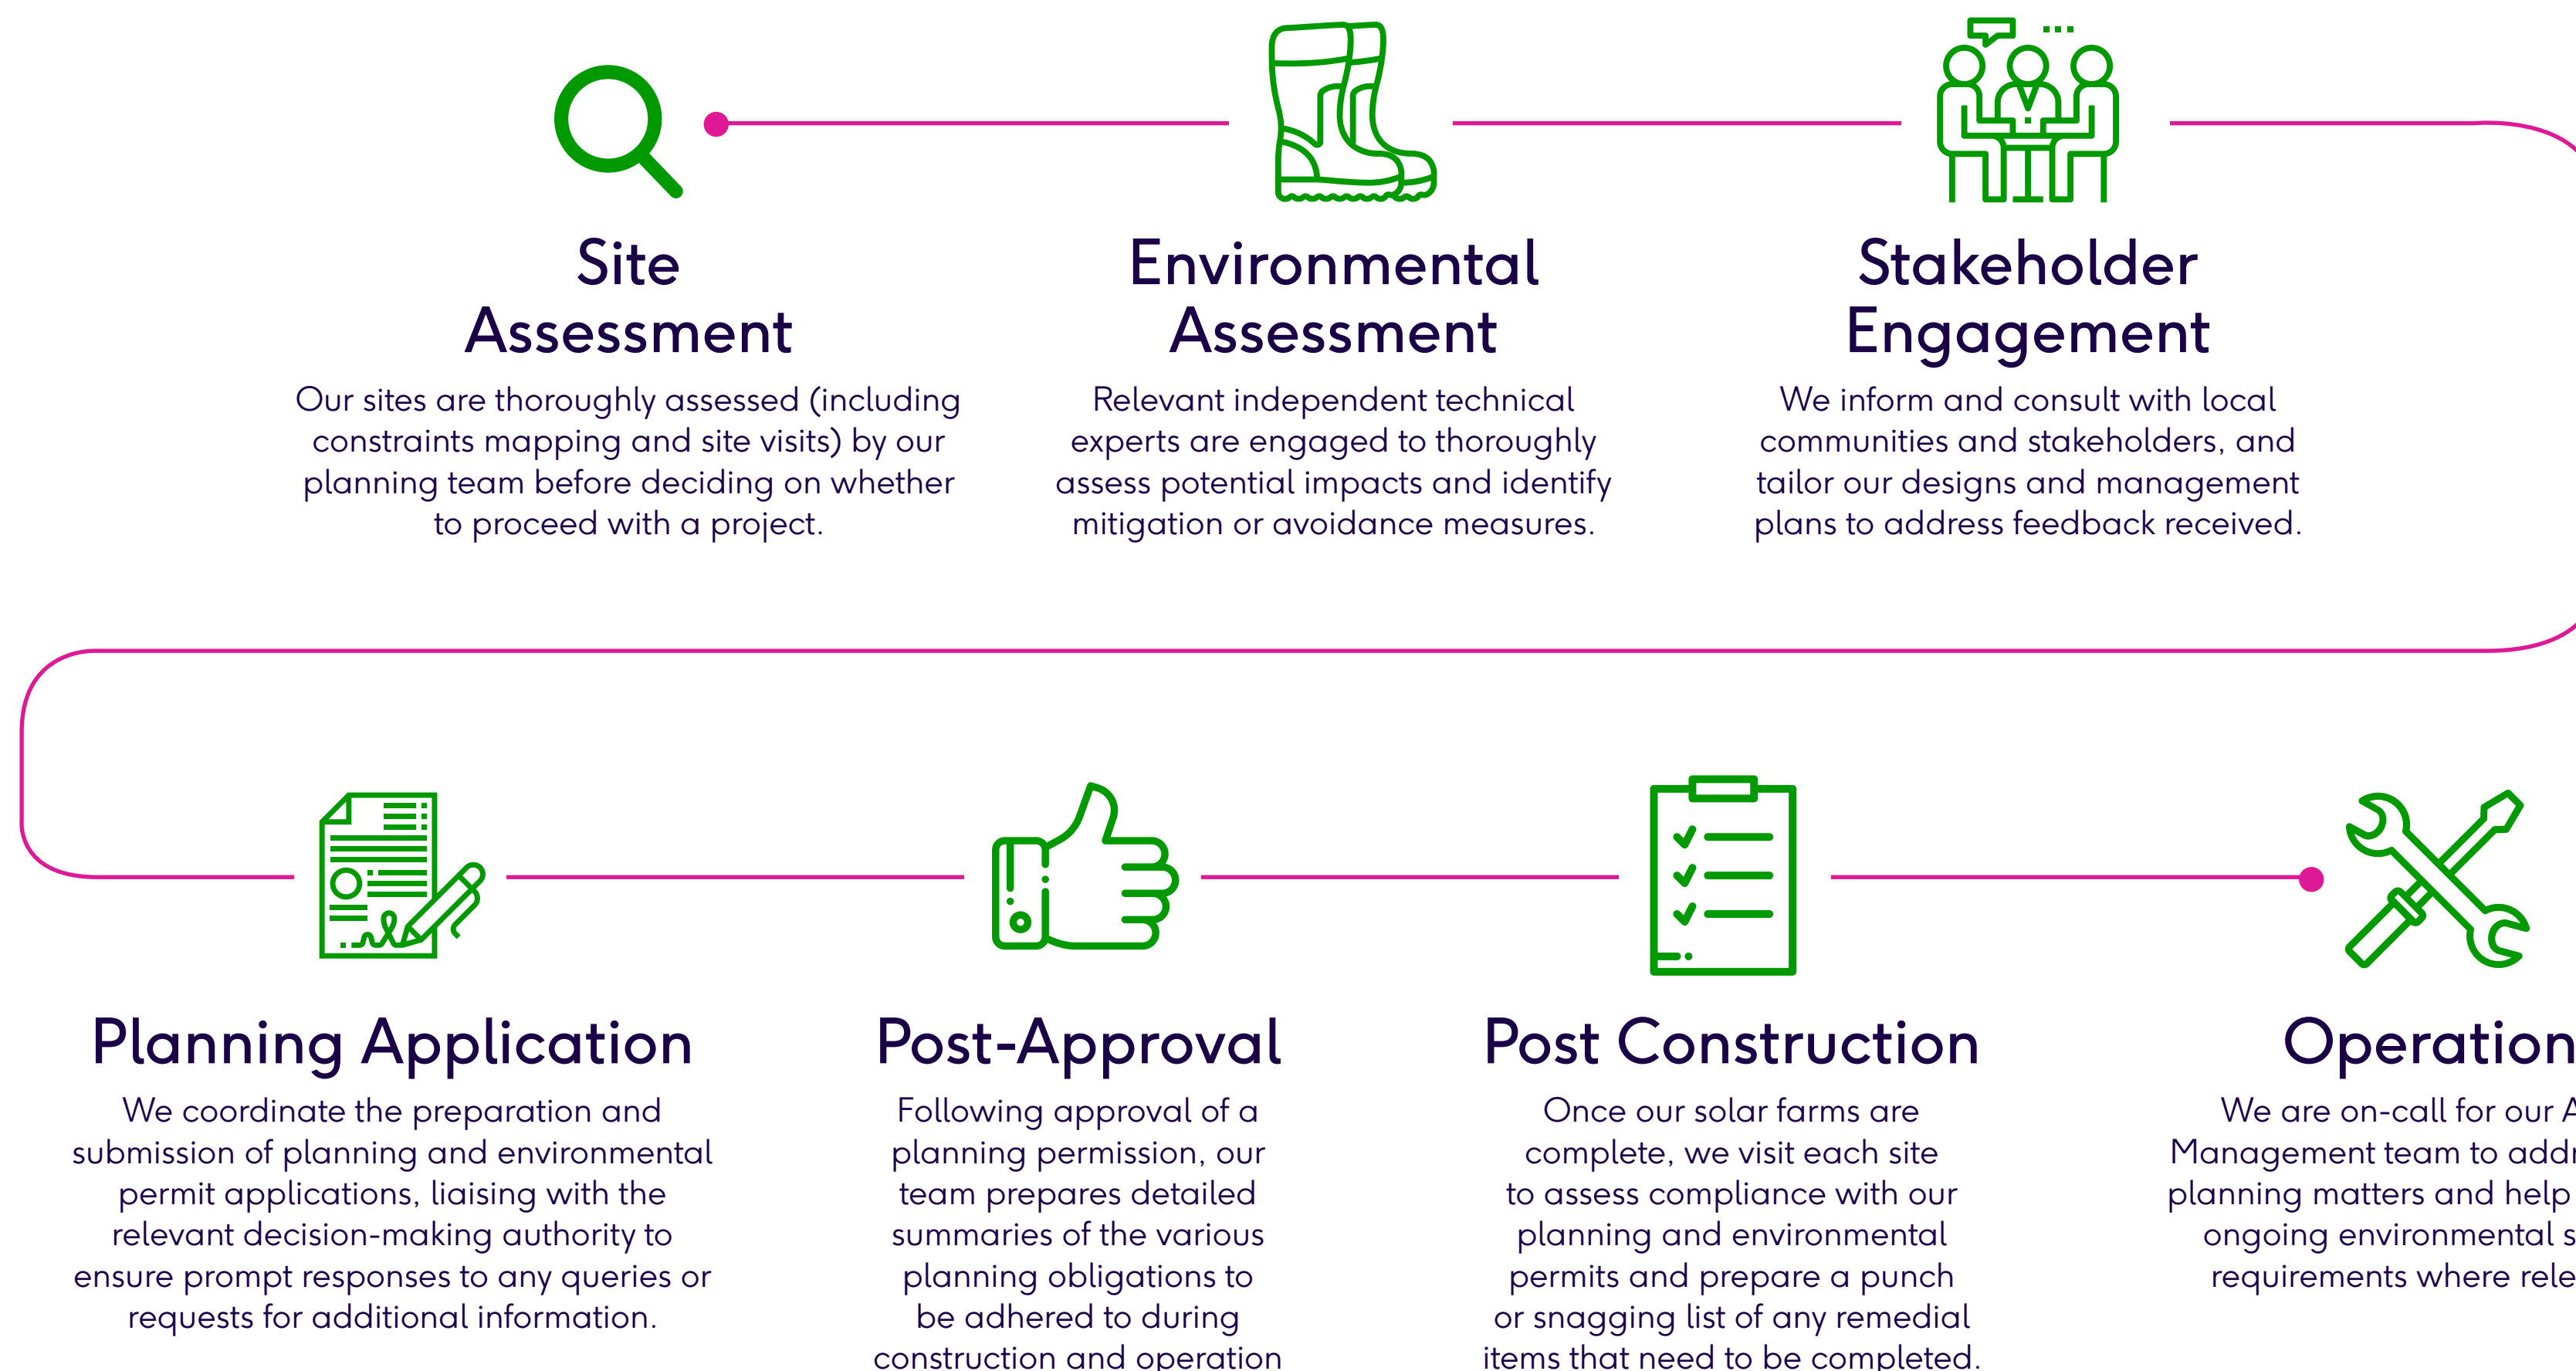 Site
Assessment
Our sites are thoroughly assessed (including
constraints mapping and site visits) by our
planning team before deciding on whether
to proceed with a project.
Environmental
Assessment
Relevant independent technical
experts are engaged to thoroughly
assess potential impacts and identify
mitigation or avoidance measures.
Stakeholder
Engagement
We inform and consult with local
communities and stakeholders, and
tailor our designs and management
plans to address feedback received.
Planning Application
We coordinate the preparation and
submission of planning and environmental
permit applications, liaising with the
relevant decision-making authority to
ensure prompt responses to any queries or
requests for additional information.
Post-Approval
Following approval of a
planning permission, our
team prepares detailed
summaries of the various
planning obligations to
be adhered to during
construction and operation
Post Construction
Once our solar farms are
complete, we visit each site
to assess compliance with our
planning and environmental
permits and prepare a punch
or snagging list of any remedial
items that need to be completed.
Operation
We are on-call for our
Management team to
planning matters and help
ongoing environmental
requirements where